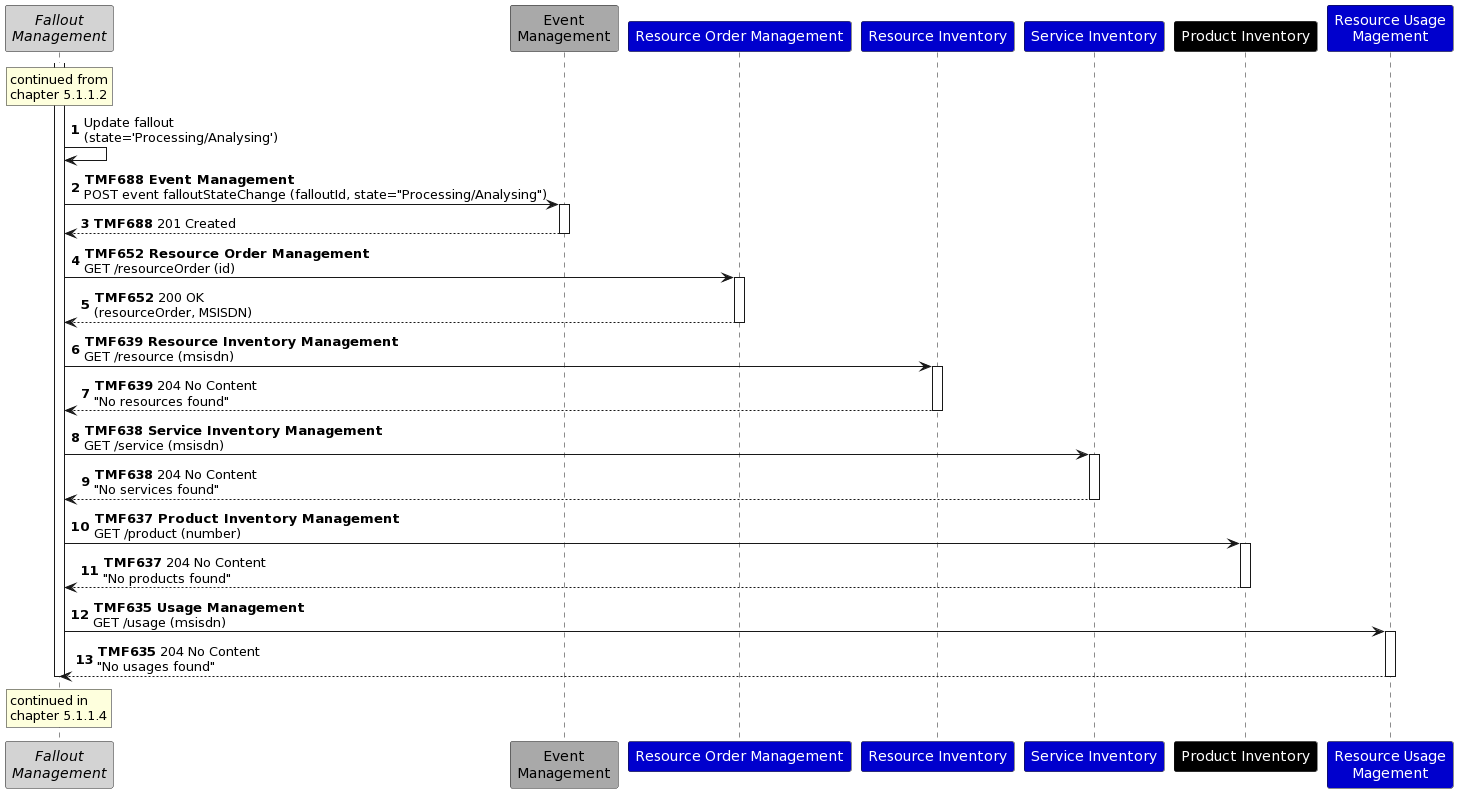 Fallout
Management
Event
Management
Resource Order Management
Resource Inventory
Service Inventory
Product Inventory
Resource Usage
Magement
continued from
chapter 5.1.1.2
1 Update fallout
(state='Processing/Analysing')
2 TMF688 Event Management
POST event falloutStateChange (falloutId, state="Processing/Analysing")
3 TMF688 201 Created
4 TMF652 Resource Order Management
GET /resourceOrder (id)
5 TMF652 200 OK
(resourceOrder, MSISDN)
6 TMF639 Resource Inventory Management
GET /resource (msisdn)
7 TMF639 204 No Content
"No resources found"
8 TMF638 Service Inventory Management
GET /service (msisdn)
9 TMF638 204 No Content
"No services found"
10 TMF637 Product Inventory Management
GET /product (number)
11 TMF637 204 No Content
"No products found"
12 TMF635 Usage Management
GET /usage (msisdn)
13 TMF635 204 No Content
"No usages found"
continued in
chapter 5.1.1.4
Fallout
Management
Event
Management
Resource Order Management
Resource Inventory
Service Inventory
Product Inventory
Resource Usage
Magement